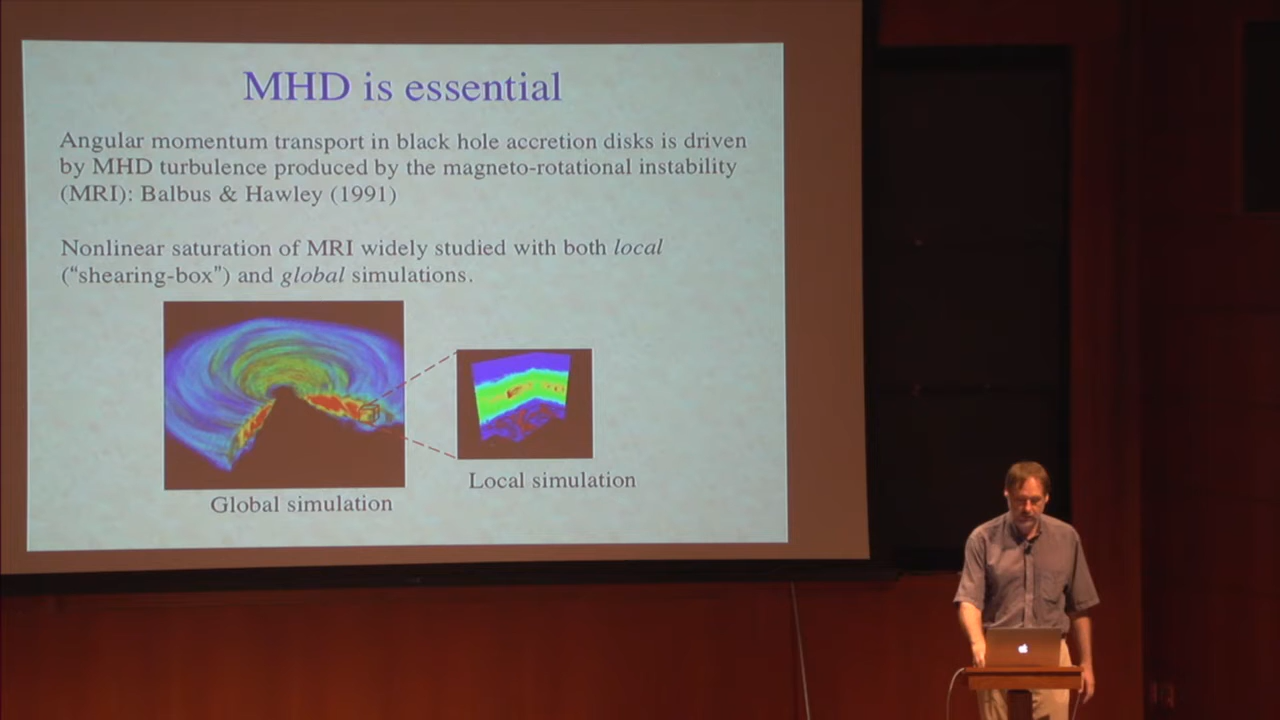 MHD is essential
Angular momentum transport in black hole accretion disks is driven
by MHD turbulence produced by the magneto-rotational instability
(MRI): Balbus & Hawley (1991)
Nonlinear saturation of MRI widely studied with both local
(“shearing-box”) and global simulations.
Local simulation
Global simulation